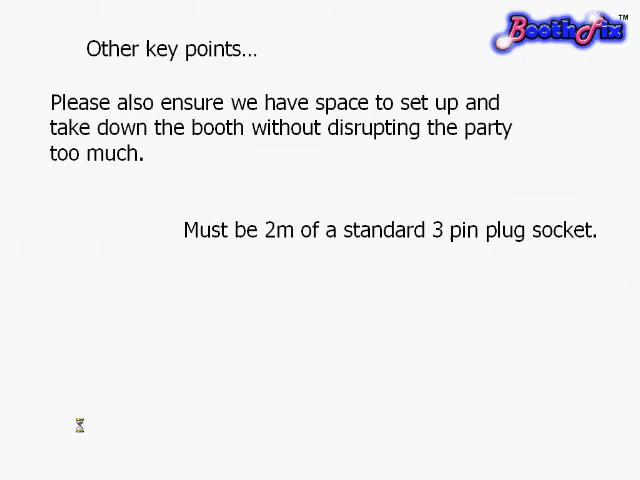 BoothFix™
Other key points...
Please also ensure we have space to set up and
take down the booth without disrupting the party
too much.
Must be 2m of a standard 3 pin plug socket.